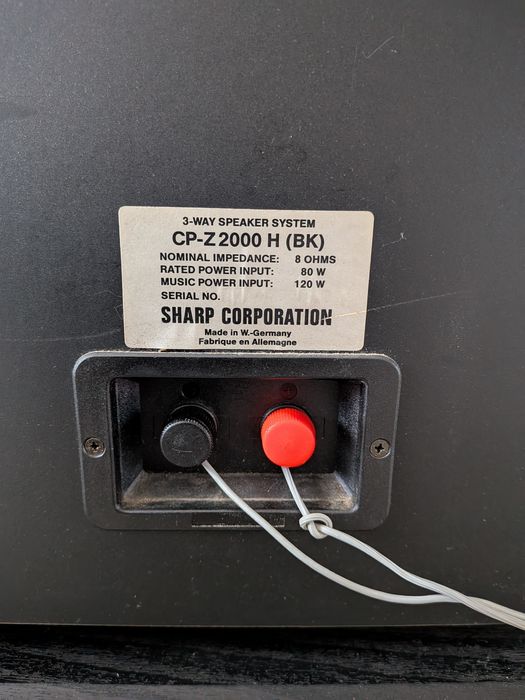 3-WAY SPEAKER SYSTEM
CP-Z 2000 H (BK)
NOMINAL IMPEDANCE: 8 OHMS
RATED POWER INPUT: 80 W
MUSIC POWER INPUT: 120 W
SERIAL NO.
SHARP CORPORATION
Made in W.-Germany
Fabrique en Allemagne